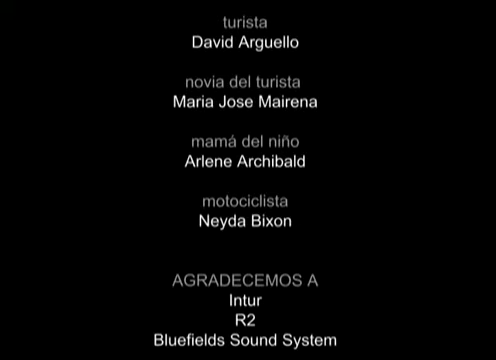 turista
David Arguello
novia del turista
Maria Jose Mairena
mamá del niño
Arlene Archibald
motociclista
Neyda Bixon
AGRADECEMOS A
Intur
R2
Bluefields Sound System